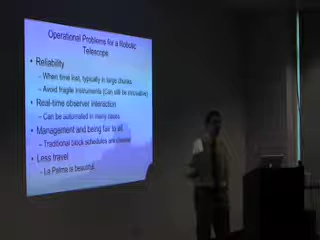 Operational Problems for a Robotic
Telescope
• Reliability
– When time lost, typically in large chunks
– Avoid fragile instruments (Can still be innovative)
• Real-time observer interaction
– Can be automated in many cases
• Management and being fair to all
– Traditional block schedules are
• Less travel
– La Palma is beautiful